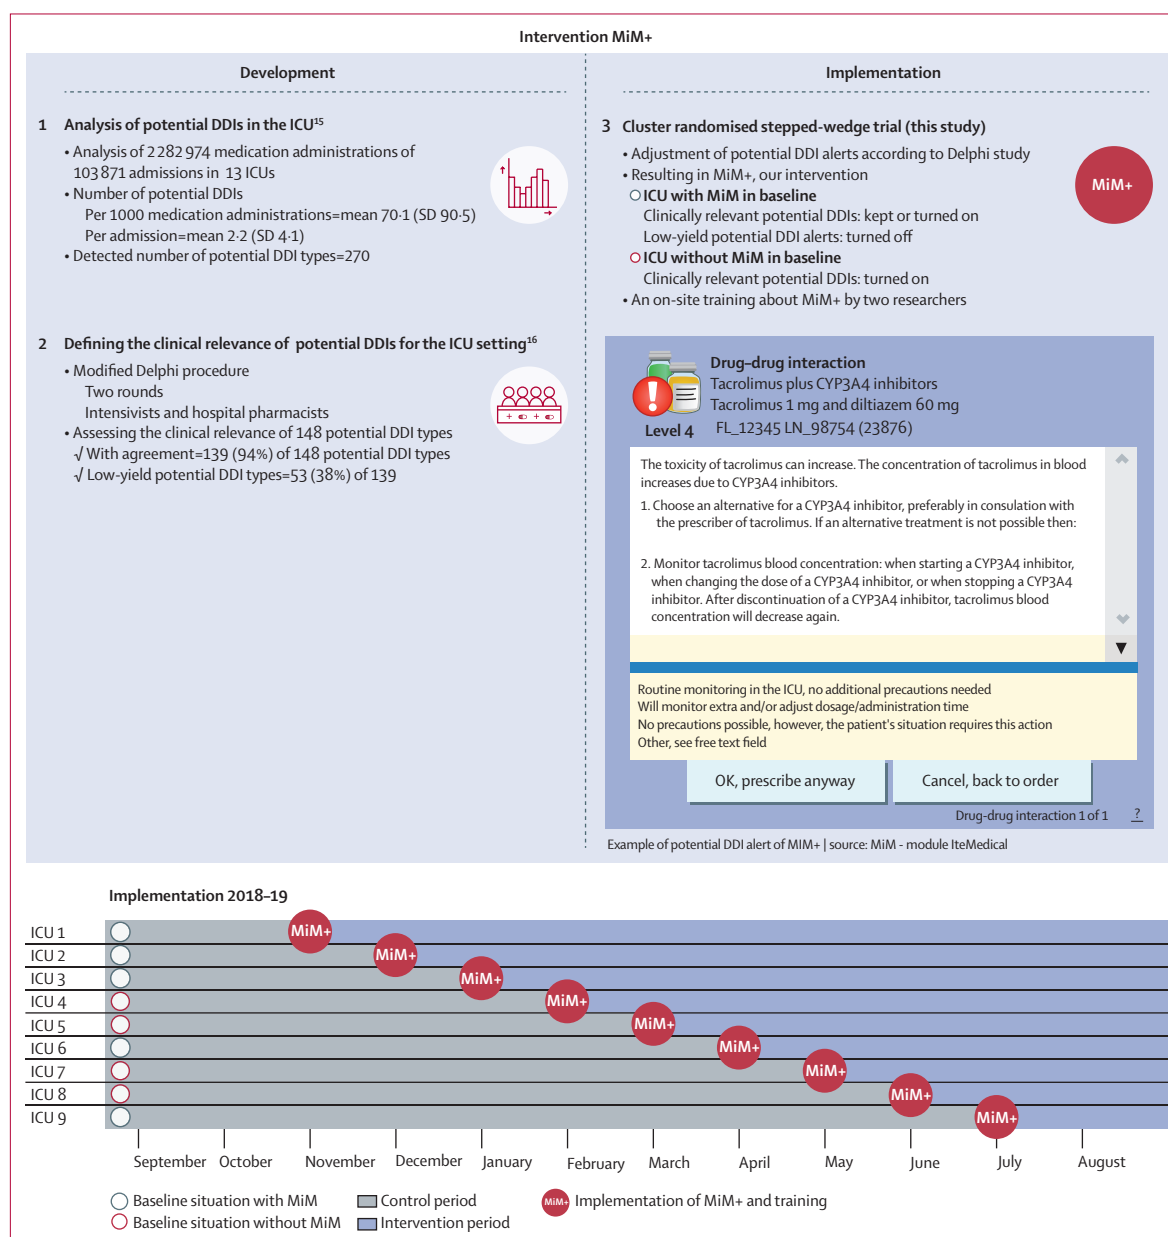 Intervention MiM+
Development
1 Analysis of potential DDIs in the ICU¹⁵
• Analysis of 2 282 974 medication administrations of
103 871 admissions in 13 ICUs
• Number of potential DDIs
Per 1000 medication administrations=mean 70·1 (SD 90·5)
Per admission=mean 2·2 (SD 4·1)
• Detected number of potential DDI types=270
2 Defining the clinical relevance of potential DDIs for the ICU setting¹⁶
• Modified Delphi procedure
Two rounds
Intensivists and hospital pharmacists
• Assessing the clinical relevance of 148 potential DDI types
√ With agreement=139 (94%) of 148 potential DDI types
√ Low-yield potential DDI types=53 (38%) of 139
Implementation
3 Cluster randomised stepped-wedge trial (this study)
• Adjustment of potential DDI alerts according to Delphi study
• Resulting in MiM+, our intervention
ICU with MiM in baseline
Clinically relevant potential DDIs: kept or turned on
Low-yield potential DDI alerts: turned off
ICU without MiM in baseline
Clinically relevant potential DDIs: turned on
• An on-site training about MiM+ by two researchers
MiM+
Drug–drug interaction
Tacrolimus plus CYP3A4 inhibitors
Tacrolimus 1 mg and diltiazem 60 mg
Level 4 FL_12345 LN_98754 (23876)
The toxicity of tacrolimus can increase. The concentration of tacrolimus in blood
increases due to CYP3A4 inhibitors.
1. Choose an alternative for a CYP3A4 inhibitor, preferably in consulation with
the prescriber of tacrolimus. If an alternative treatment is not possible then:
2. Monitor tacrolimus blood concentration: when starting a CYP3A4 inhibitor,
when changing the dose of a CYP3A4 inhibitor, or when stopping a CYP3A4
inhibitor. After discontinuation of a CYP3A4 inhibitor, tacrolimus blood
concentration will decrease again.
Routine monitoring in the ICU, no additional precautions needed
Will monitor extra and/or adjust dosage/administration time
No precautions possible, however, the patient's situation requires this action
Other, see free text field
OK, prescribe anyway Cancel, back to order
Drug-drug interaction 1 of 1 ?
Example of potential DDI alert of MIM+ | source: MiM - module IteMedical
Implementation 2018–19
ICU 1 MiM+
ICU 2 MiM+
ICU 3 MiM+
ICU 4 MiM+
ICU 5 MiM+
ICU 6 MiM+
ICU 7 MiM+
ICU 8 MiM+
ICU 9 MiM+
September October November December January February March April May June July August
Baseline situation with MiM Control period MiM+ Implementation of MiM+ and training
Baseline situation without MiM Intervention period